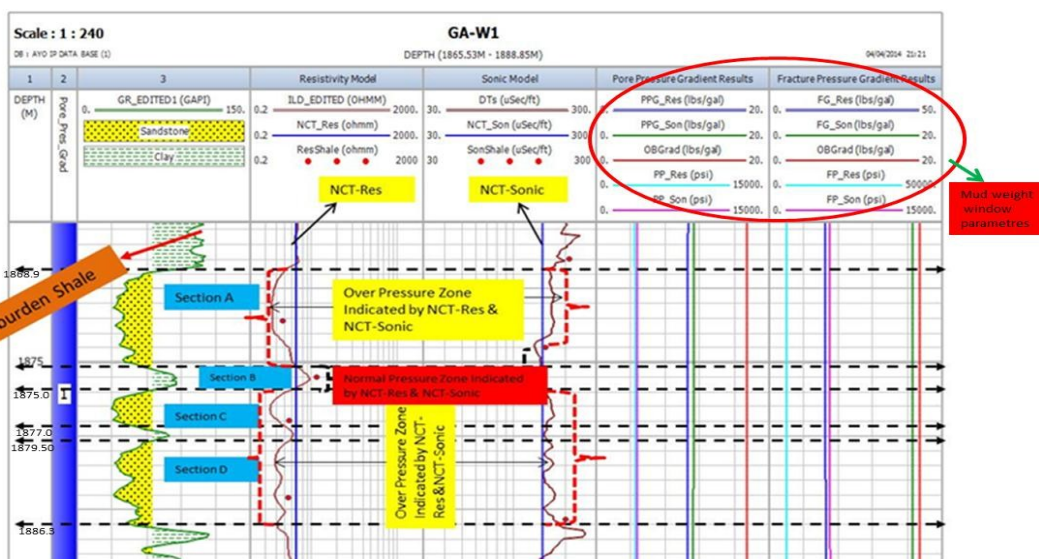 Scale : 1 : 240
GA-W1
DB : AYO IP DATA BASE (1)
DEPTH (1865.53M - 1888.85M)
04/04/2014 21:21
1
2
3
Resistivity Model
Sonic Model
Pore Pressure Gradient Results
Fracture Pressure Gradient Results
DEPTH
(M)
Pore_Pres_Grad
GR_EDITED1 (GAPI)
0. 150.
Sandstone
Clay
ILD_EDITED (OHMM)
0.2 2000.
NCT_Res (ohmm)
0.2 2000.
ResShale (ohmm)
0.2 2000
DTs (uSec/ft)
30. 300.
NCT_Son (uSec/ft)
30. 300.
SonShale (uSec/ft)
30 300
PPG_Res (lbs/gal)
0. 20.
PPG_Son (lbs/gal)
0. 20.
OBGrad (lbs/gal)
0. 20.
PP_Res (psi)
0. 15000.
PP_Son (psi)
0. 15000.
FG_Res (lbs/gal)
0. 50.
FG_Son (lbs/gal)
0. 20.
OBGrad (lbs/gal)
0. 20.
FP_Res (psi)
0. 50000
FP_Son (psi)
0. 15000.
Mud weight
window
parametres
NCT-Res
NCT-Sonic
burden Shale
1868.9
Section A
Over Pressure Zone
Indicated by NCT-Res &
NCT-Sonic
1875
Section B
Normal Pressure Zone Indicated
by NCT-Res & NCT-Sonic
1875.0
1
Section C
1877.0
1879.50
Section D
Over Pressure Zone
Indicated by NCT-
Res &NCT-Sonic
1886.3